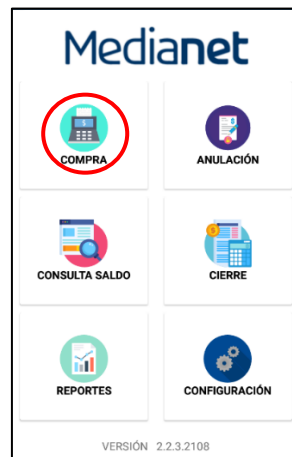 Medianet
COMPRA
ANULACIÓN
CONSULTA SALDO
CIERRE
REPORTES
CONFIGURACIÓN
VERSIÓN 2.2.3.2108